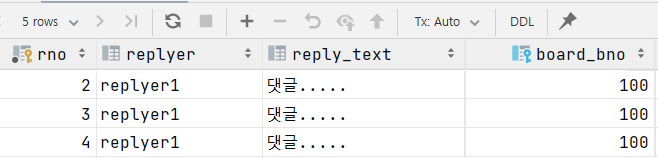 5 rows Tx: Auto DDL
rno replyer reply_text board_bno
2 replyer1 댓글..... 100
3 replyer1 댓글..... 100
4 replyer1 댓글..... 100